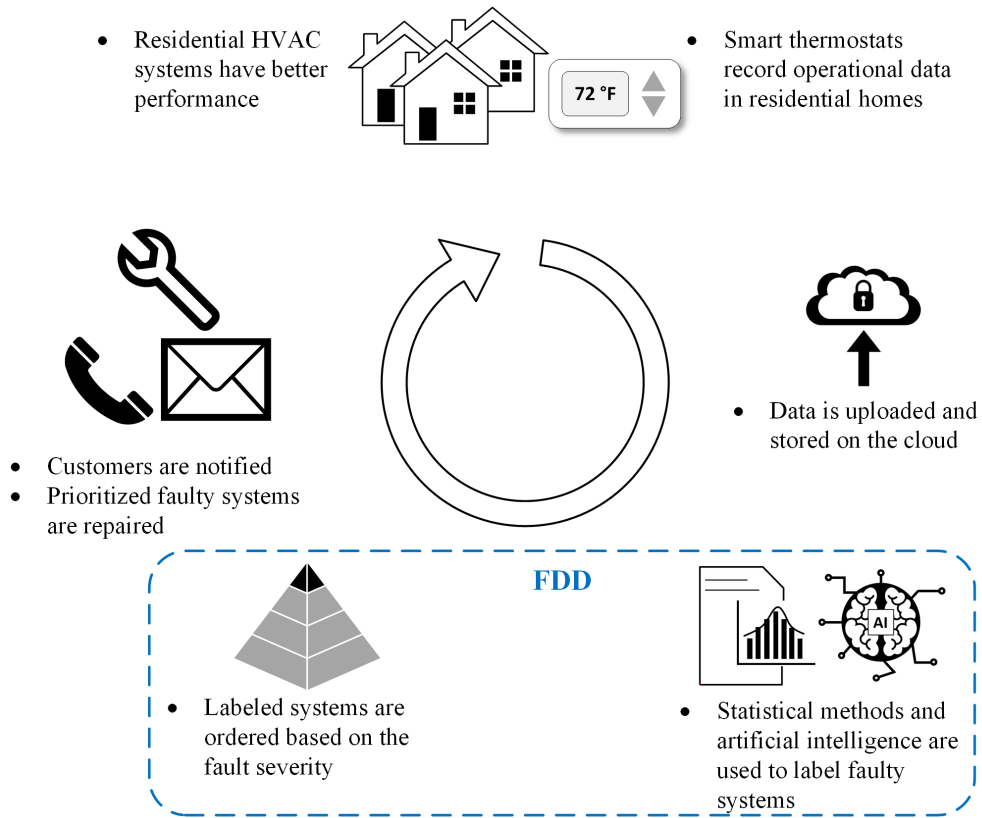 • Residential HVAC
systems have better
performance
72 °F
• Smart thermostats
record operational data
in residential homes
• Data is uploaded and
stored on the cloud
• Customers are notified
• Prioritized faulty systems
are repaired
FDD
AI
• Labeled systems are
ordered based on the
fault severity
• Statistical methods and
artificial intelligence are
used to label faulty
systems